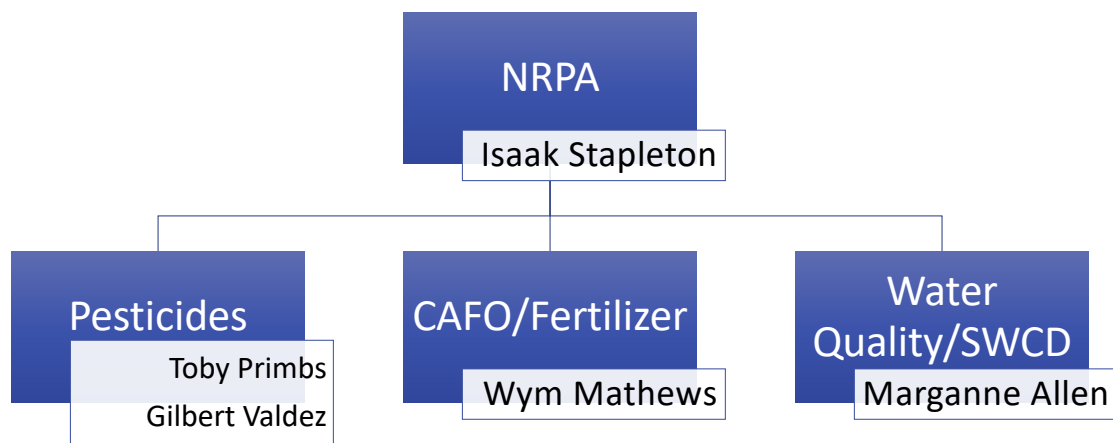 NRPA
Isaak Stapleton
Pesticides
Toby Primbs
Gilbert Valdez
CAFO/Fertilizer
Wym Mathews
Water
Quality/SWCD
Marganne Allen